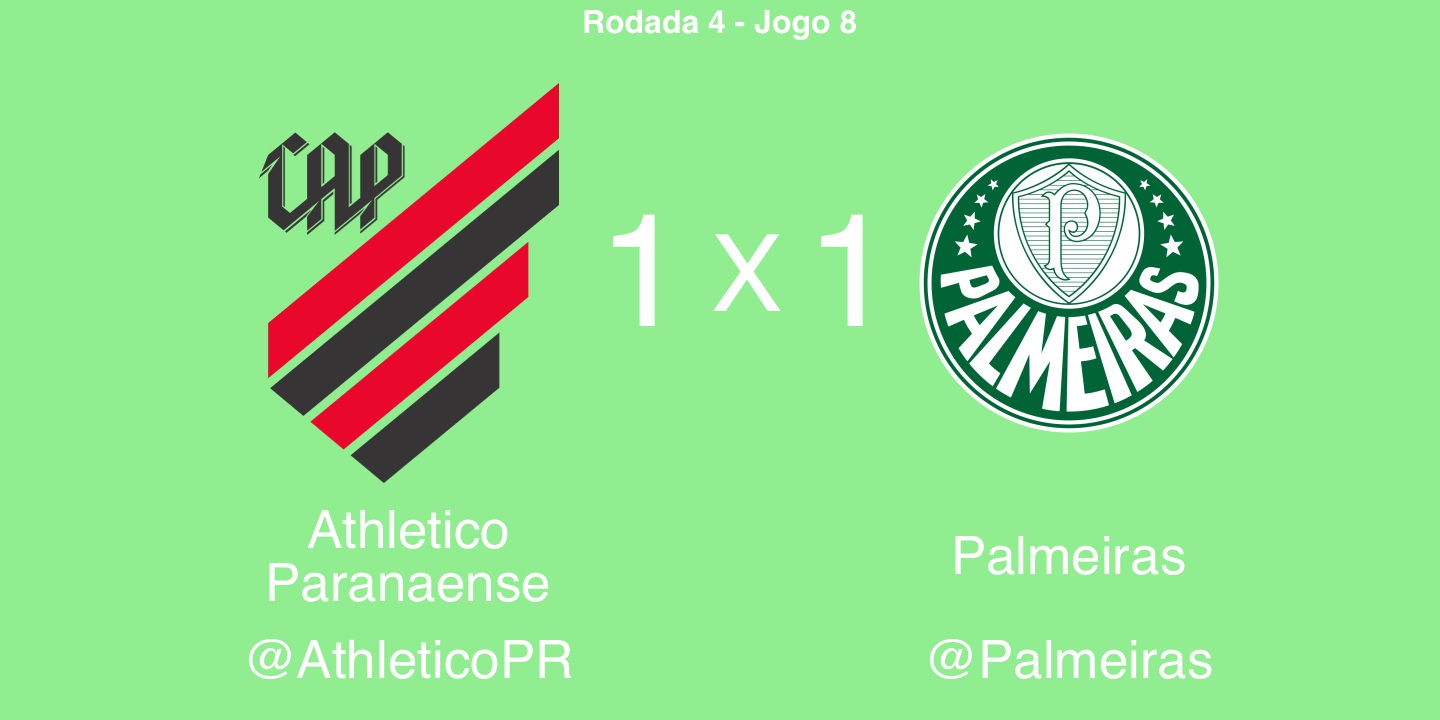 Rodada 4 - Jogo 8
CAP
1 X 1
P
PALMEIRAS
Athletico
Paranaense
Palmeiras
@AthleticoPR
@Palmeiras